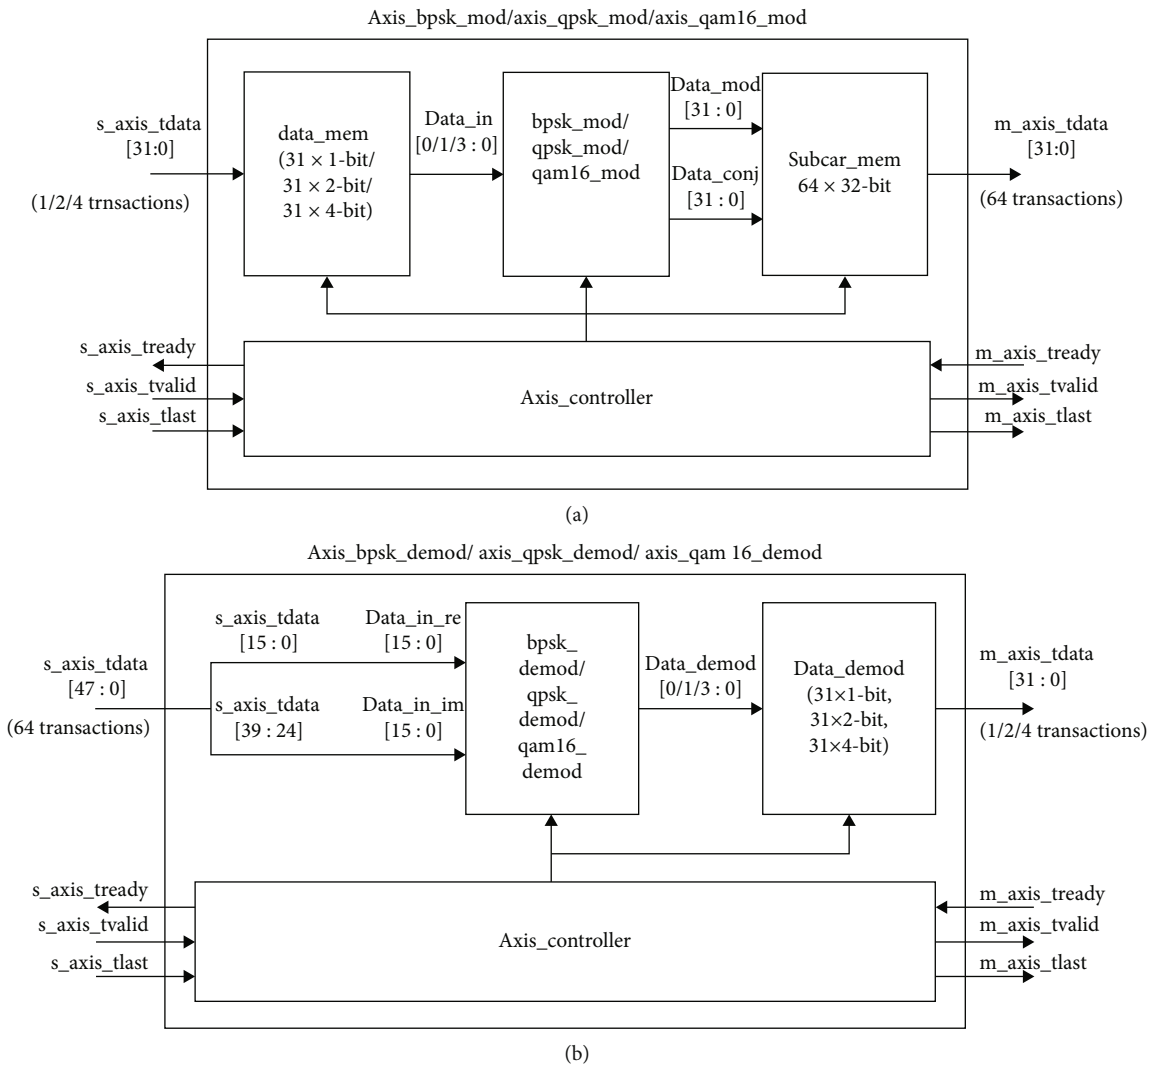 Axis_bpsk_mod/axis_qpsk_mod/axis_qam16_mod
s_axis_tdata
[31:0]
(1/2/4 trnsactions)
data_mem
(31 × 1-bit/
31 × 2-bit/
31 × 4-bit)
Data_in
[0/1/3 : 0]
bpsk_mod/
qpsk_mod/
qam16_mod
Data_mod
[31 : 0]
Data_conj
[31 : 0]
Subcar_mem
64 × 32-bit
m_axis_tdata
[31:0]
(64 transactions)
s_axis_tready
s_axis_tvalid
s_axis_tlast
Axis_controller
m_axis_tready
m_axis_tvalid
m_axis_tlast
(a)
Axis_bpsk_demod/ axis_qpsk_demod/ axis_qam 16_demod
s_axis_tdata
[47 : 0]
(64 transactions)
s_axis_tdata
[15 : 0]
Data_in_re
[15 : 0]
s_axis_tdata
[39 : 24]
Data_in_im
[15 : 0]
bpsk_
demod/
qpsk_
demod/
qam16_
demod
Data_demod
[0/1/3 : 0]
Data_demod
(31×1-bit,
31×2-bit,
31×4-bit)
m_axis_tdata
[31 : 0]
(1/2/4 transactions)
s_axis_tready
s_axis_tvalid
s_axis_tlast
Axis_controller
m_axis_tready
m_axis_tvalid
m_axis_tlast
(b)